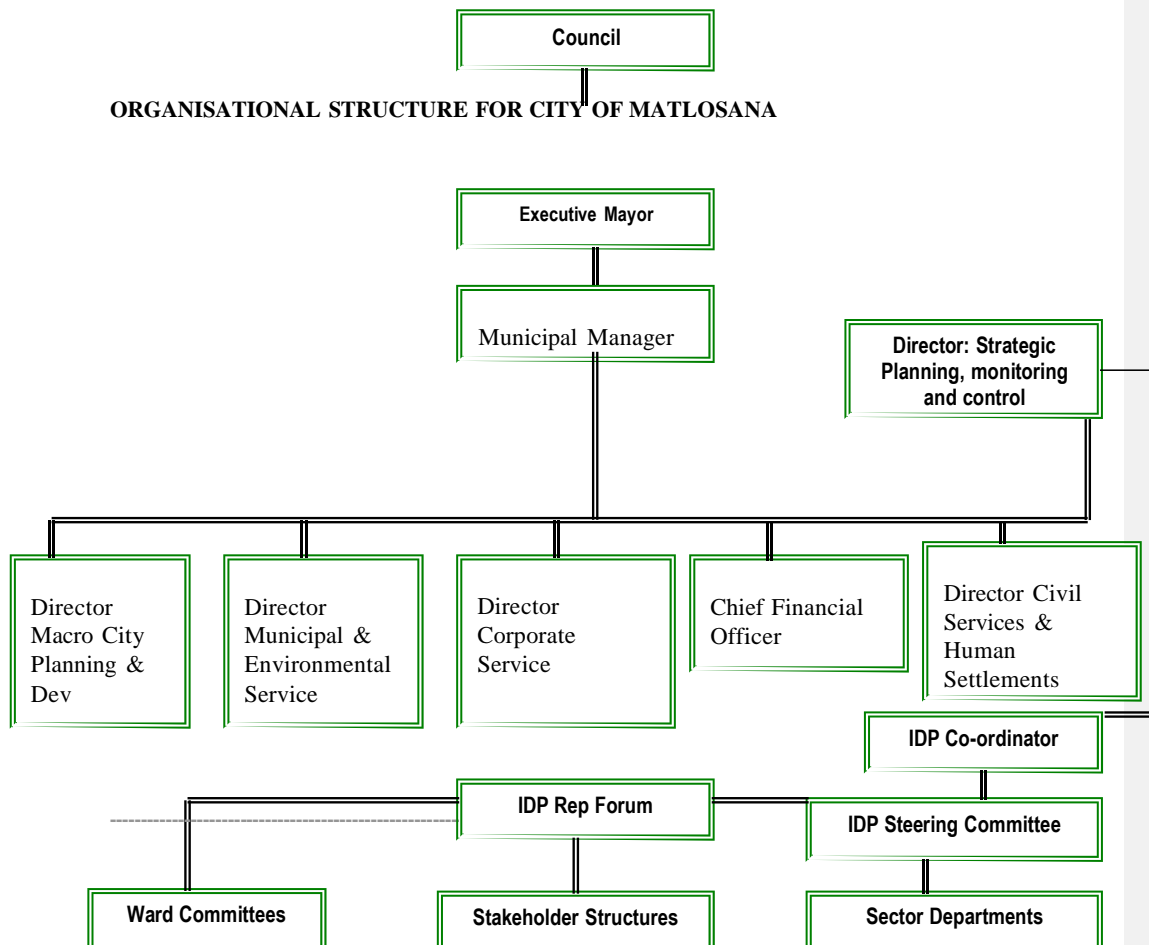 Council
ORGANISATIONAL STRUCTURE FOR CITY OF MATLOSANA
Executive Mayor
Municipal Manager
Director: Strategic
Planning, monitoring
and control
Director
Macro City
Planning &
Dev
Director
Municipal &
Environmental
Service
Director
Corporate
Service
Chief Financial
Officer
Director Civil
Services &
Human
Settlements
IDP Co-ordinator
IDP Rep Forum
IDP Steering Committee
Ward Committees
Stakeholder Structures
Sector Departments